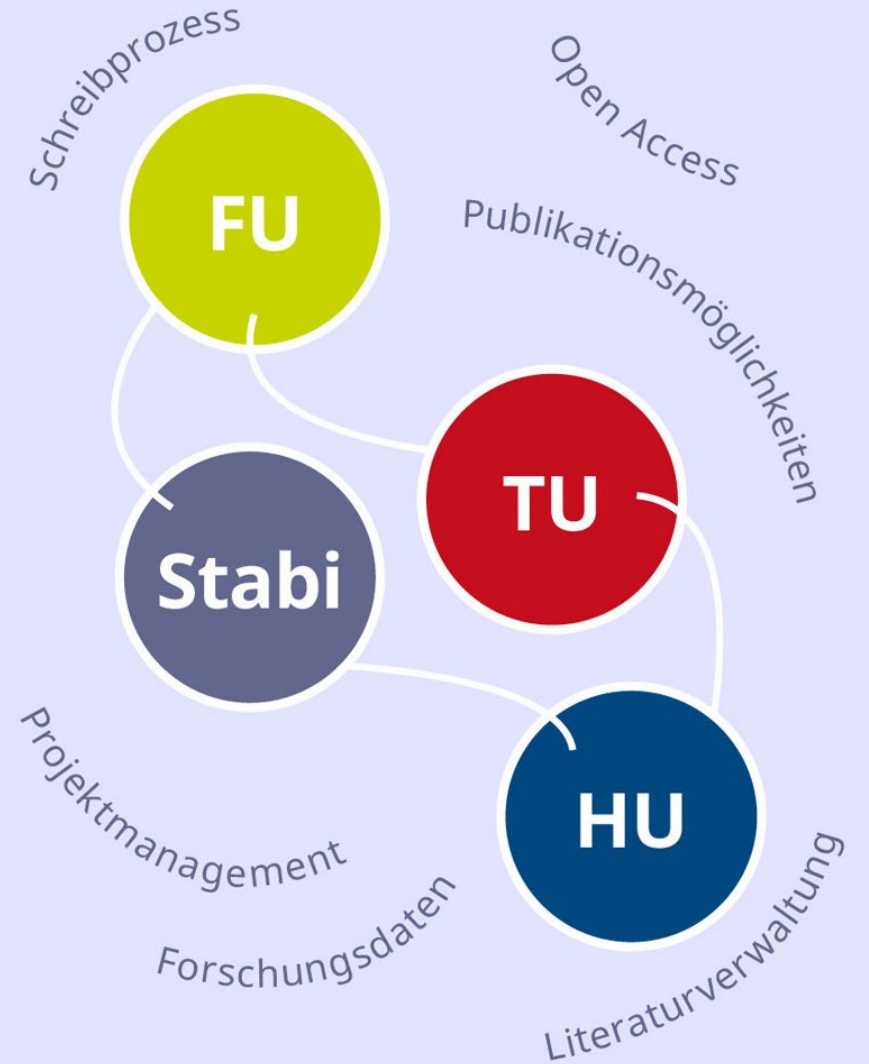 Schreibprozess
Open Access
FU
Publikationsmöglichkeiten
TU
Stabi
Projektmanagement
HU
Forschungsdaten
Literaturverwaltung